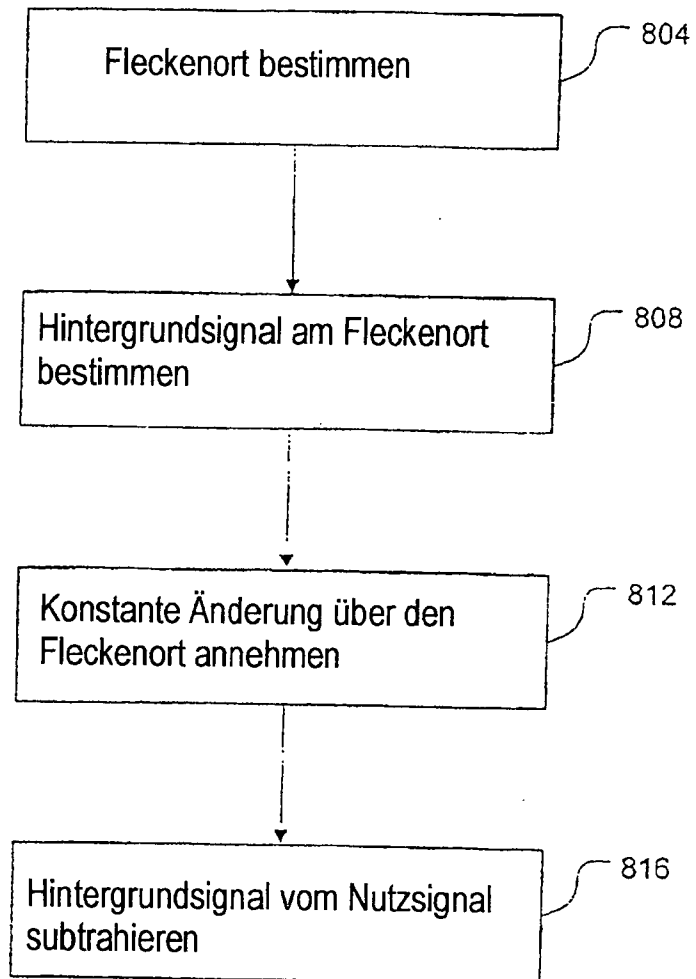 Fleckenort bestimmen
804
Hintergrundsignal am Fleckenort
bestimmen
808
Konstante Änderung über den
Fleckenort annehmen
812
Hintergrundsignal vom Nutzsignal
subtrahieren
816